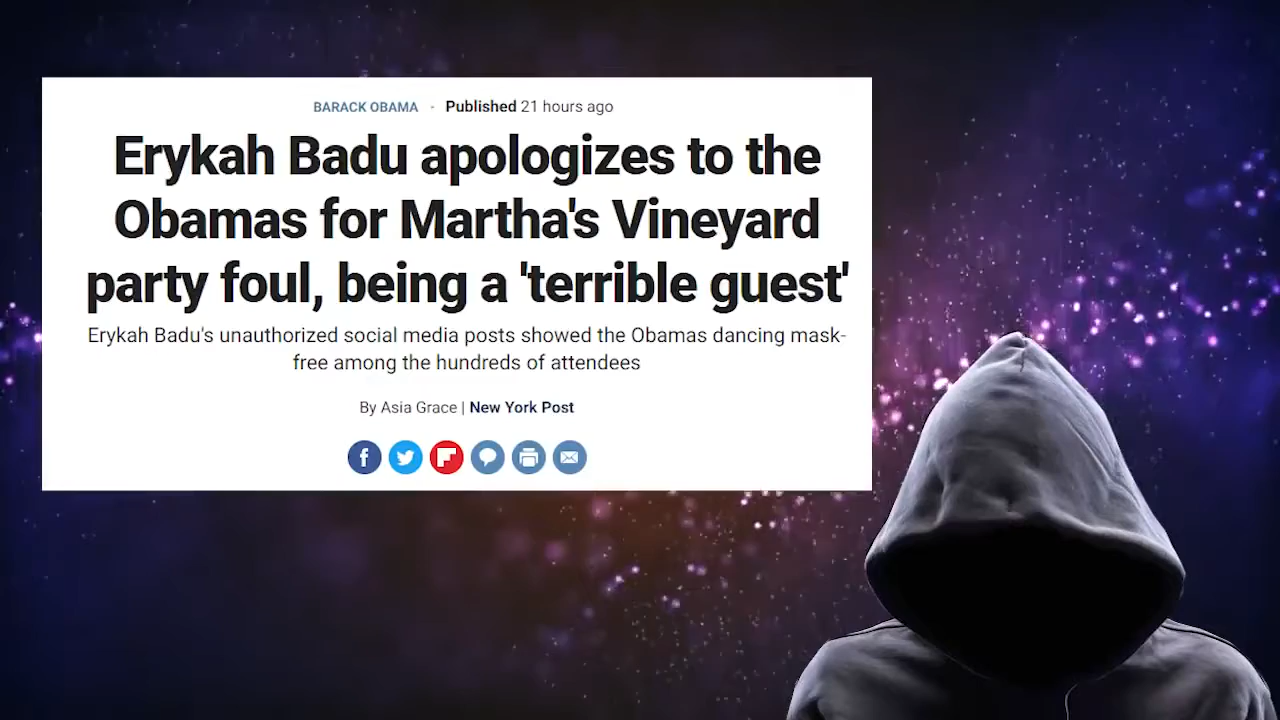 BARACK OBAMA - Published 21 hours ago
Erykah Badu apologizes to the
Obamas for Martha's Vineyard
party foul, being a 'terrible guest'
Erykah Badu's unauthorized social media posts showed the Obamas dancing mask-
free among the hundreds of attendees
By Asia Grace | New York Post